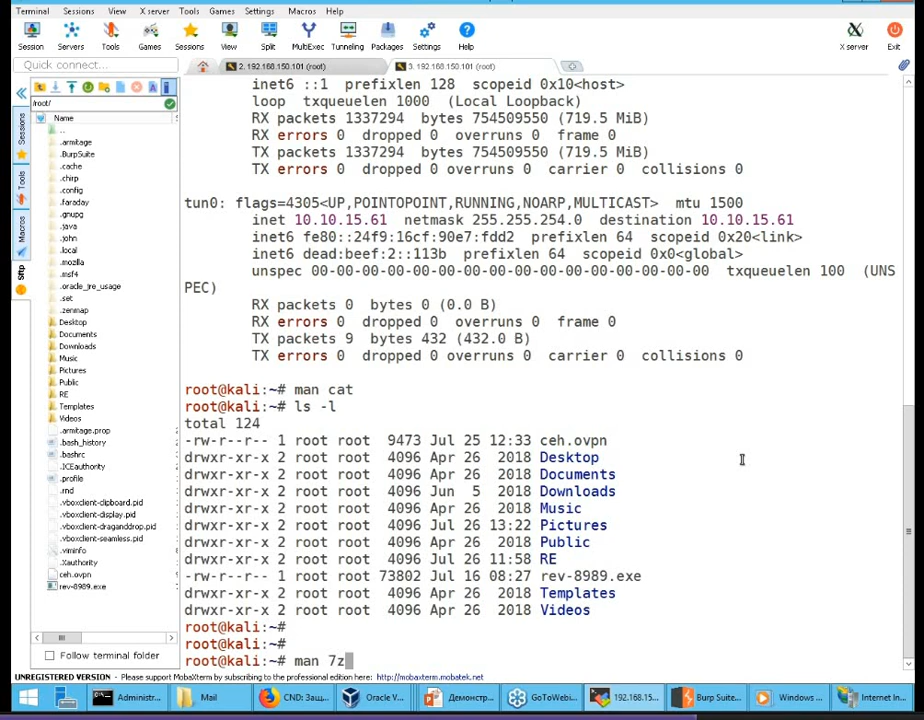 Terminal Sessions View X server Tools Games Settings Macros Help
Session Servers Tools Games Sessions View Split MultiExec Tunneling Packages Settings Help X server Exit
Quick connect...
2. 192.168.150.101 (root)
3. 192.168.150.101 (root)
/root/
Name
..
.armitage
.BurpSuite
.cache
.chirp
.config
.faraday
.gnupg
.java
.john
.local
.mozilla
.msf4
.oracle_jre_usage
.set
.zenmap
Desktop
Documents
Downloads
Music
Pictures
Public
RE
Templates
Videos
.armitage.prop
.bash_history
.bashrc
.ICEauthority
.profile
.rnd
.vboxclient-clipboard.pid
.vboxclient-display.pid
.vboxclient-draganddrop.pid
.vboxclient-seamless.pid
.viminfo
.Xauthority
ceh.ovpn
rev-8989.exe
Sessions
Tools
Macros
Sftp
Follow terminal folder
inet6 ::1 prefixlen 128 scopeid 0x10<host>
loop txqueuelen 1000 (Local Loopback)
RX packets 1337294 bytes 754509550 (719.5 MiB)
RX errors 0 dropped 0 overruns 0 frame 0
TX packets 1337294 bytes 754509550 (719.5 MiB)
TX errors 0 dropped 0 overruns 0 carrier 0 collisions 0
tun0: flags=4305<UP,POINTOPOINT,RUNNING,NOARP,MULTICAST> mtu 1500
inet 10.10.15.61 netmask 255.255.254.0 destination 10.10.15.61
inet6 fe80::24f9:16cf:90e7:fdd2 prefixlen 64 scopeid 0x20<link>
inet6 dead:beef:2::113b prefixlen 64 scopeid 0x0<global>
unspec 00-00-00-00-00-00-00-00-00-00-00-00-00-00-00-00 txqueuelen 100 (UNS
PEC)
RX packets 0 bytes 0 (0.0 B)
RX errors 0 dropped 0 overruns 0 frame 0
TX packets 9 bytes 432 (432.0 B)
TX errors 0 dropped 0 overruns 0 carrier 0 collisions 0
root@kali:~# man cat
root@kali:~# ls -l
total 124
-rw-r--r-- 1 root root 9473 Jul 25 12:33 ceh.ovpn
drwxr-xr-x 2 root root 4096 Apr 26 2018 Desktop
drwxr-xr-x 2 root root 4096 Apr 26 2018 Documents
drwxr-xr-x 2 root root 4096 Jun 5 2018 Downloads
drwxr-xr-x 2 root root 4096 Apr 26 2018 Music
drwxr-xr-x 2 root root 4096 Jul 26 13:22 Pictures
drwxr-xr-x 2 root root 4096 Apr 26 2018 Public
drwxr-xr-x 2 root root 4096 Jul 26 11:58 RE
-rw-r--r-- 1 root root 73802 Jul 16 08:27 rev-8989.exe
drwxr-xr-x 2 root root 4096 Apr 26 2018 Templates
drwxr-xr-x 2 root root 4096 Apr 26 2018 Videos
root@kali:~#
root@kali:~#
root@kali:~# man 7z
UNREGISTERED VERSION - Please support MobaXterm by subscribing to the professional edition here: http://mobaxterm.mobatek.net
Administr... Mail CND: Защ... Oracle V... Демонстр... GoToWebi... 192.168.15... Burp Suite... Windows ... Internet In...